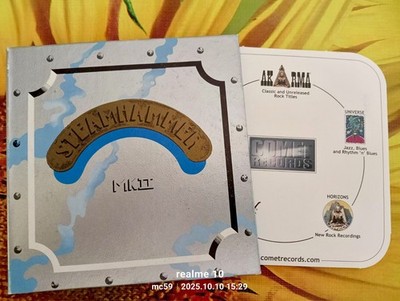 STEAMHAMMER
MKII
AKARMA
Classic and Unreleased
Rock Titles
UNIVERSE
Jazz, Blues
and Rhythm 'n' Blues
COMET
RECORDS
HORIZONS
New Rock Recordings
.cometrecords.com
realme 10
mc59 2025.10.10 15:29